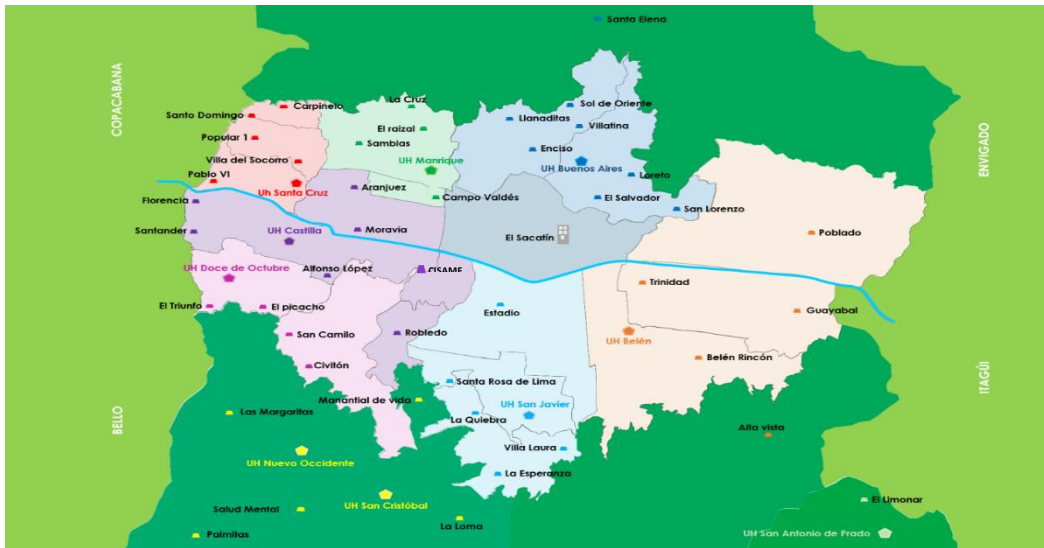 Santa Elena
COPACABANA
ENVIGADO
Carpinelo
La Cruz
Sol de Oriente
Santo Domingo
Llanaditas
El raizal
Villatina
Popular 1
Samblas
Enciso
Villa del Socorro
UH Manrique
UH Buenos Aires
Pablo VI
Loreto
Uh Santa Cruz
Aranjuez
Florencia
Campo Valdés
El Salvador
San Lorenzo
Santander
UH Castilla
Moravia
El Sacatín
Poblado
UH Doce de Octubre
Alfonso López
CISAMF
Trinidad
El Triunfo
El picacho
Estadio
Guayabal
San Camilo
Robledo
UH Belén
Civitón
Belén Rincón
ITAGÜÍ
Santa Rosa de Lima
BELLO
Las Margaritas
Manantial de vida
La Quiebra
UH San Javier
Alta vista
Villa Laura
UH Nuevo Occidente
La Esperanza
UH San Cristóbal
El Limonar
Salud Mental
La Loma
Palmitas
UH San Antonio de Prado